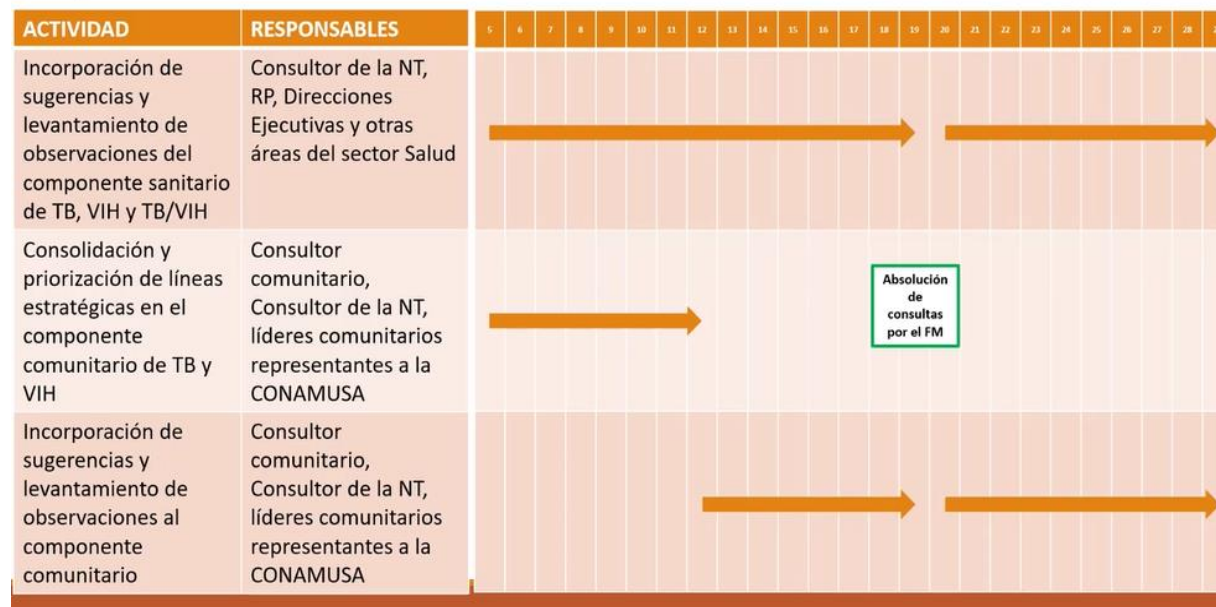 ACTIVIDAD RESPONSABLES 5 6 7 8 9 10 11 12 13 14 15 16 17 18 19 20 21 22 23 24 25 26 27 28
Incorporación de
sugerencias y
levantamiento de
observaciones del
componente sanitario
de TB, VIH y TB/VIH
Consultor de la NT,
RP, Direcciones
Ejecutivas y otras
áreas del sector Salud
Consolidación y
priorización de líneas
estratégicas en el
componente
comunitario de TB y
VIH
Consultor
comunitario,
Consultor de la NT,
líderes comunitarios
representantes a la
CONAMUSA
Absolución
de
consultas
por el FM
Incorporación de
sugerencias y
levantamiento de
observaciones al
componente
comunitario
Consultor
comunitario,
Consultor de la NT,
líderes comunitarios
representantes a la
CONAMUSA